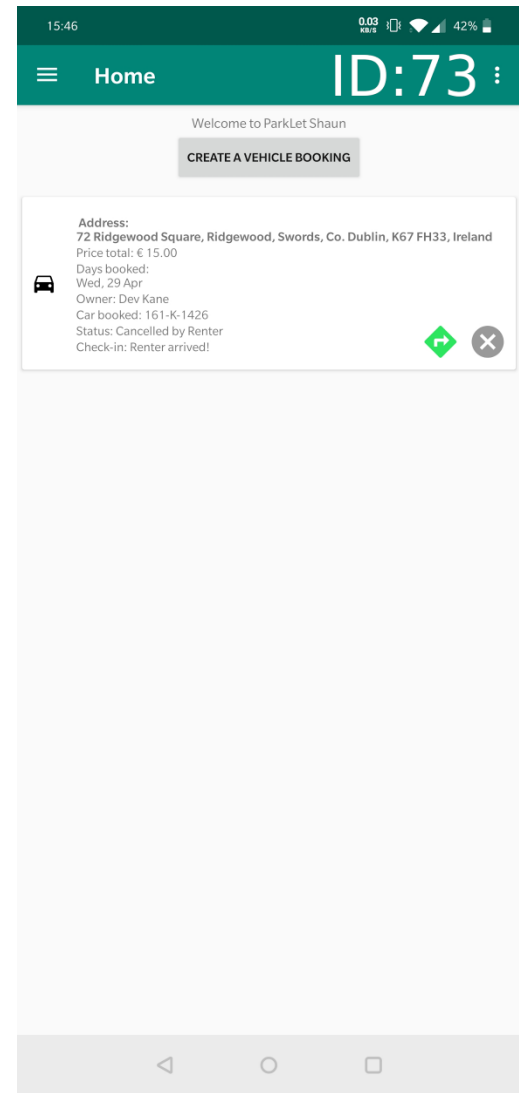 15:46
0.03
KB/S
42%
Home
ID:73
Welcome to ParkLet Shaun
CREATE A VEHICLE BOOKING
Address:
72 Ridgewood Square, Ridgewood, Swords, Co. Dublin, K67 FH33, Ireland
Price total: € 15.00
Days booked:
Wed, 29 Apr
Owner: Dev Kane
Car booked: 161-K-1426
Status: Cancelled by Renter
Check-in: Renter arrived!